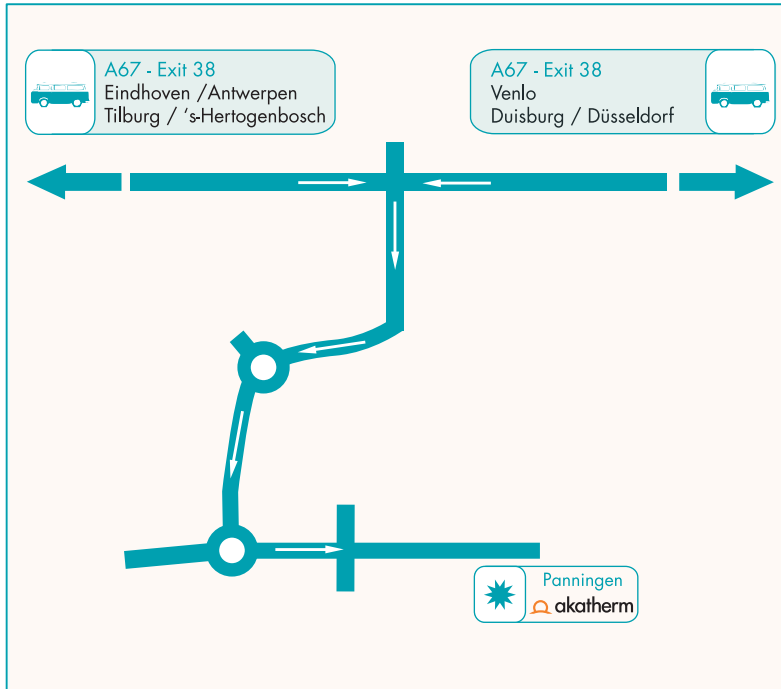 A67 - Exit 38
Eindhoven /Antwerpen
Tilburg / ‘s-Hertogenbosch
A67 - Exit 38
Venlo
Duisburg / Düsseldorf
Panningen
akatherm